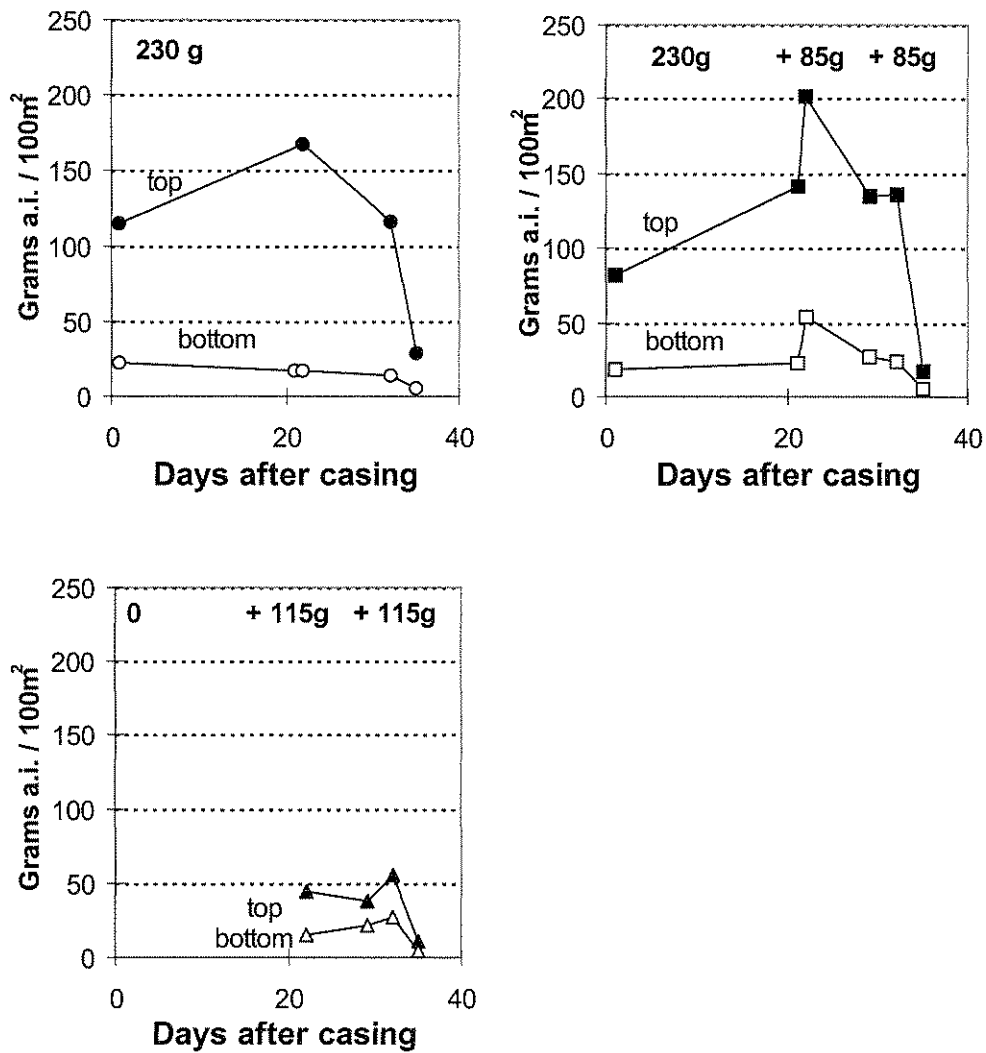 230 g
Grams a.i. / 100m²
250
200
150
100
50
0
top
bottom
0 20 40
Days after casing
230g + 85g + 85g
Grams a.i. / 100m²
250
200
150
100
50
0
top
bottom
0 20 40
Days after casing
0 + 115g + 115g
Grams a.i. / 100m²
250
200
150
100
50
0
top
bottom
0 20 40
Days after casing